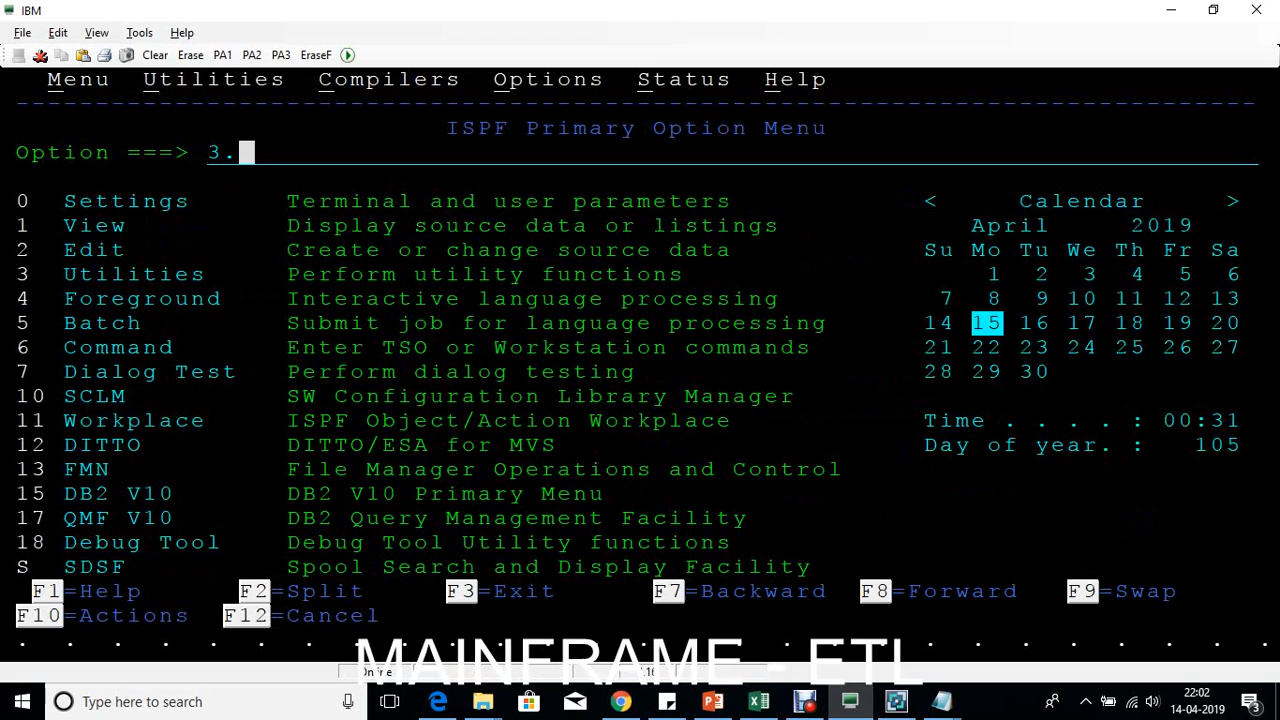 IBM
File Edit View Tools Help
Clear Erase PA1 PA2 PA3 EraseF
Menu Utilities Compilers Options Status Help
ISPF Primary Option Menu
Option ===> 3.
0 Settings Terminal and user parameters < Calendar >
1 View Display source data or listings April 2019
2 Edit Create or change source data Su Mo Tu We Th Fr Sa
3 Utilities Perform utility functions 1 2 3 4 5 6
4 Foreground Interactive language processing 7 8 9 10 11 12 13
5 Batch Submit job for language processing 14 15 16 17 18 19 20
6 Command Enter TSO or Workstation commands 21 22 23 24 25 26 27
7 Dialog Test Perform dialog testing 28 29 30
10 SCLM SW Configuration Library Manager
11 Workplace ISPF Object/Action Workplace Time . . . . : 00:31
12 DITTO DITTO/ESA for MVS Day of year. : 105
13 FMN File Manager Operations and Control
15 DB2 V10 DB2 V10 Primary Menu
17 QMF V10 DB2 Query Management Facility
18 Debug Tool Debug Tool Utility functions
S SDSF Spool Search and Display Facility
F1=Help F2=Split F3=Exit F7=Backward F8=Forward F9=Swap
F10=Actions F12=Cancel
MAINFRAME - ETL
Online
Type here to search
22:02
14-04-2019
3